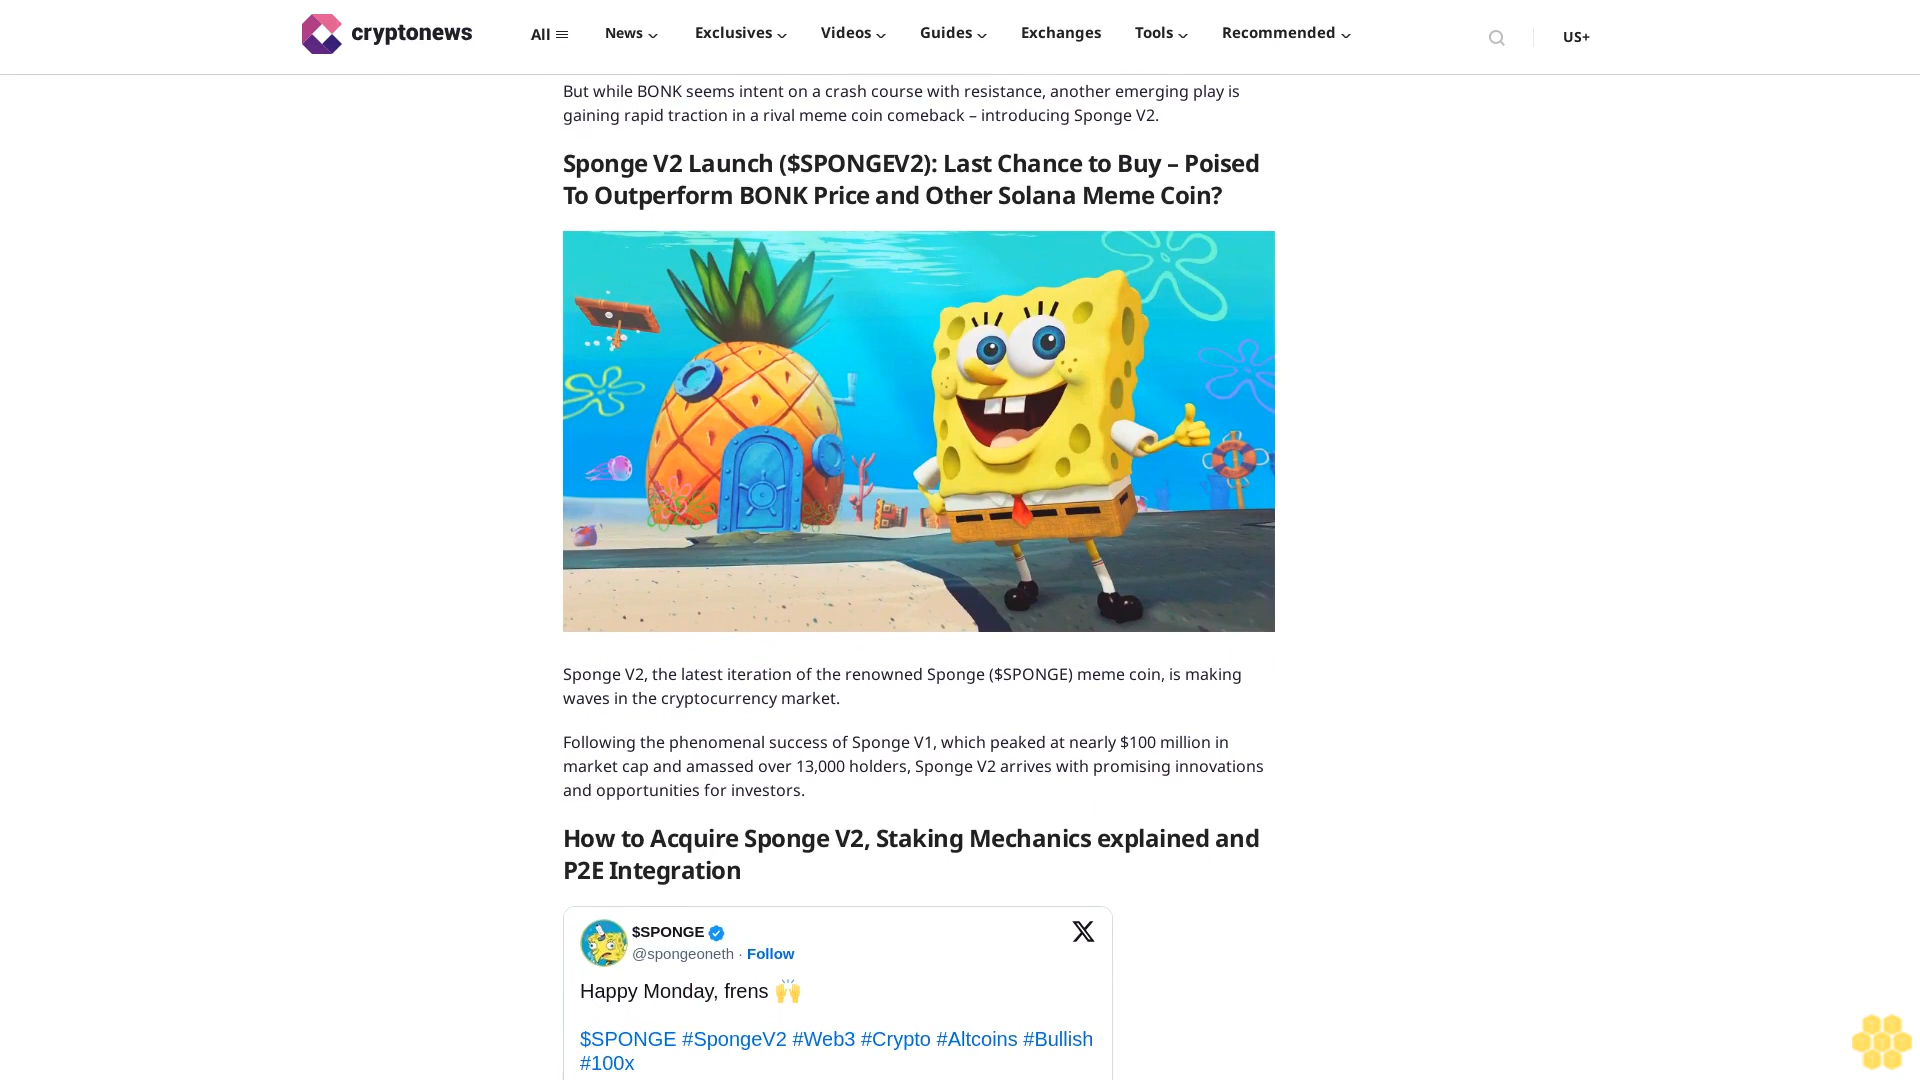 cryptonews
All
News
Exclusives
Videos
Guides
Exchanges
Tools
Recommended
US+
But while BONK seems intent on a crash course with resistance, another emerging play is
gaining rapid traction in a rival meme coin comeback – introducing Sponge V2.
Sponge V2 Launch ($SPONGEV2): Last Chance to Buy – Poised
To Outperform BONK Price and Other Solana Meme Coin?
Sponge V2, the latest iteration of the renowned Sponge ($SPONGE) meme coin, is making
waves in the cryptocurrency market.
Following the phenomenal success of Sponge V1, which peaked at nearly $100 million in
market cap and amassed over 13,000 holders, Sponge V2 arrives with promising innovations
and opportunities for investors.
How to Acquire Sponge V2, Staking Mechanics explained and
P2E Integration
$SPONGE
@spongeoneth · Follow
Happy Monday, frens 🙌
$SPONGE #SpongeV2 #Web3 #Crypto #Altcoins #Bullish
#100x